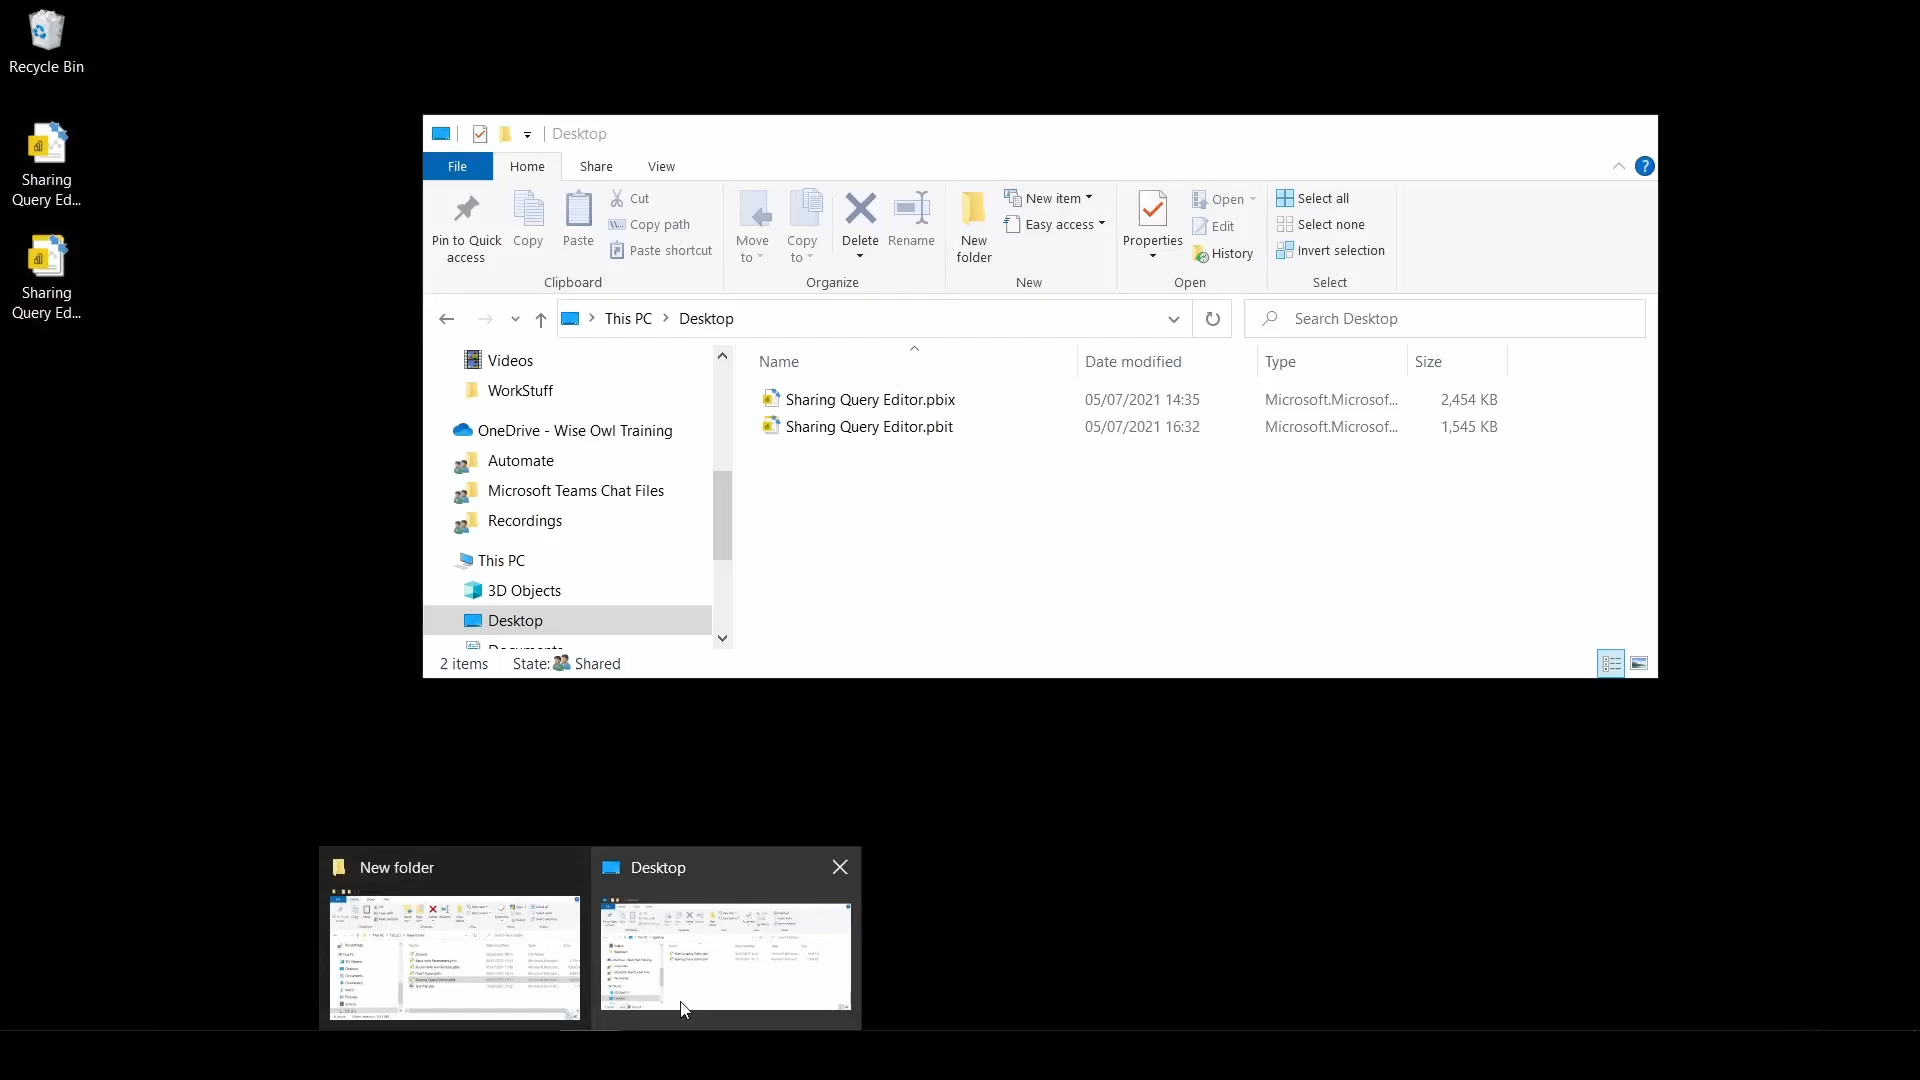 Recycle Bin
Sharing
Query Ed...
Sharing
Query Ed...
Desktop
File
Home
Share
View
?
Pin to Quick
access
Copy
Paste
Cut
Copy path
Paste shortcut
Clipboard
Move
to
Copy
to
Delete
Rename
Organize
New
folder
New item
Easy access
New
Properties
Open
Edit
History
Open
Select all
Select none
Invert selection
Select
This PC
Desktop
Search Desktop
Videos
WorkStuff
OneDrive - Wise Owl Training
Automate
Microsoft Teams Chat Files
Recordings
This PC
3D Objects
Desktop
Name
Date modified
Type
Size
Sharing Query Editor.pbix 05/07/2021 14:35 Microsoft.Microsof... 2,454 KB
Sharing Query Editor.pbit 05/07/2021 16:32 Microsoft.Microsof... 1,545 KB
2 items
State:
Shared
New folder
Desktop